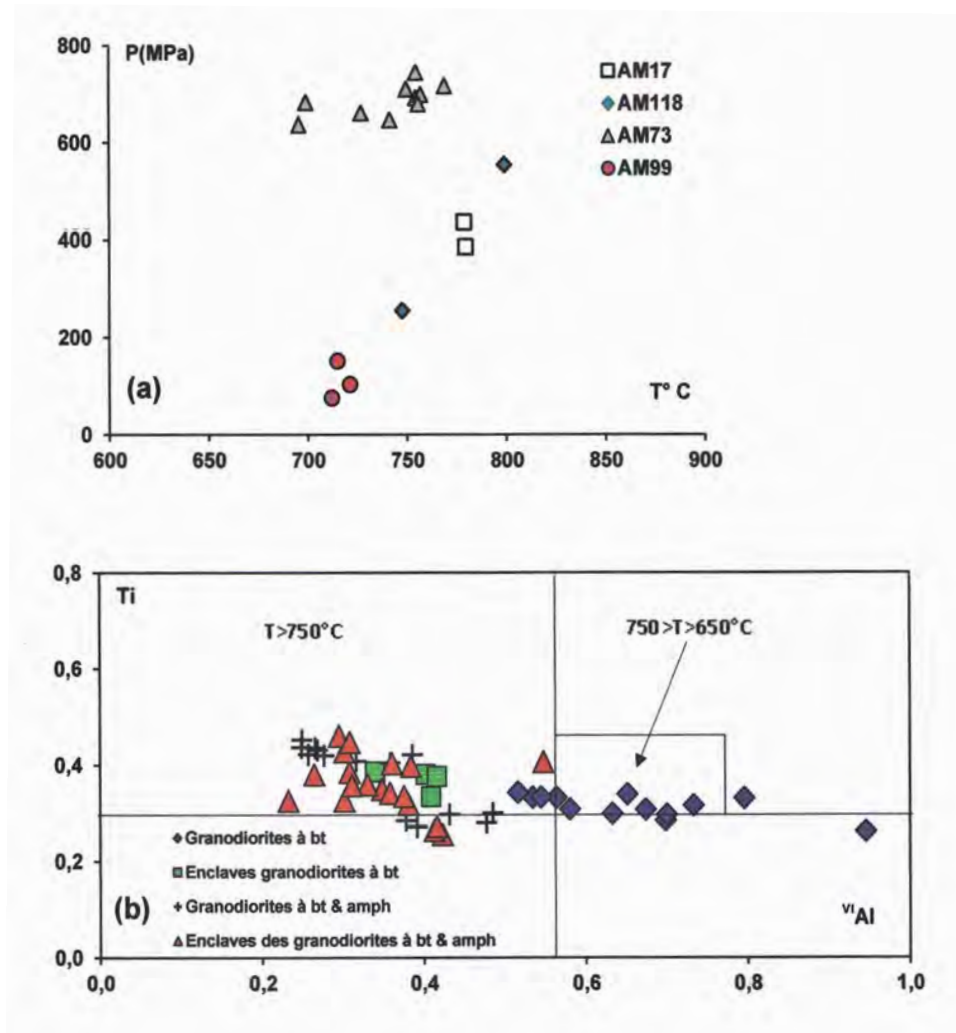 800
P(MPa)
AM17
AM118
AM73
AM99
600
400
200
0
(a)
T° C
600 650 700 750 800 850 900
0,8
Ti
T>750°C
750>T>650°C
0,6
0,4
0,2
0,0
Granodiorites à bt
Enclaves granodiorites à bt
Granodiorites à bt & amph
Enclaves des granodiorites à bt & amph
(b)
VIAl
0,0 0,2 0,4 0,6 0,8 1,0